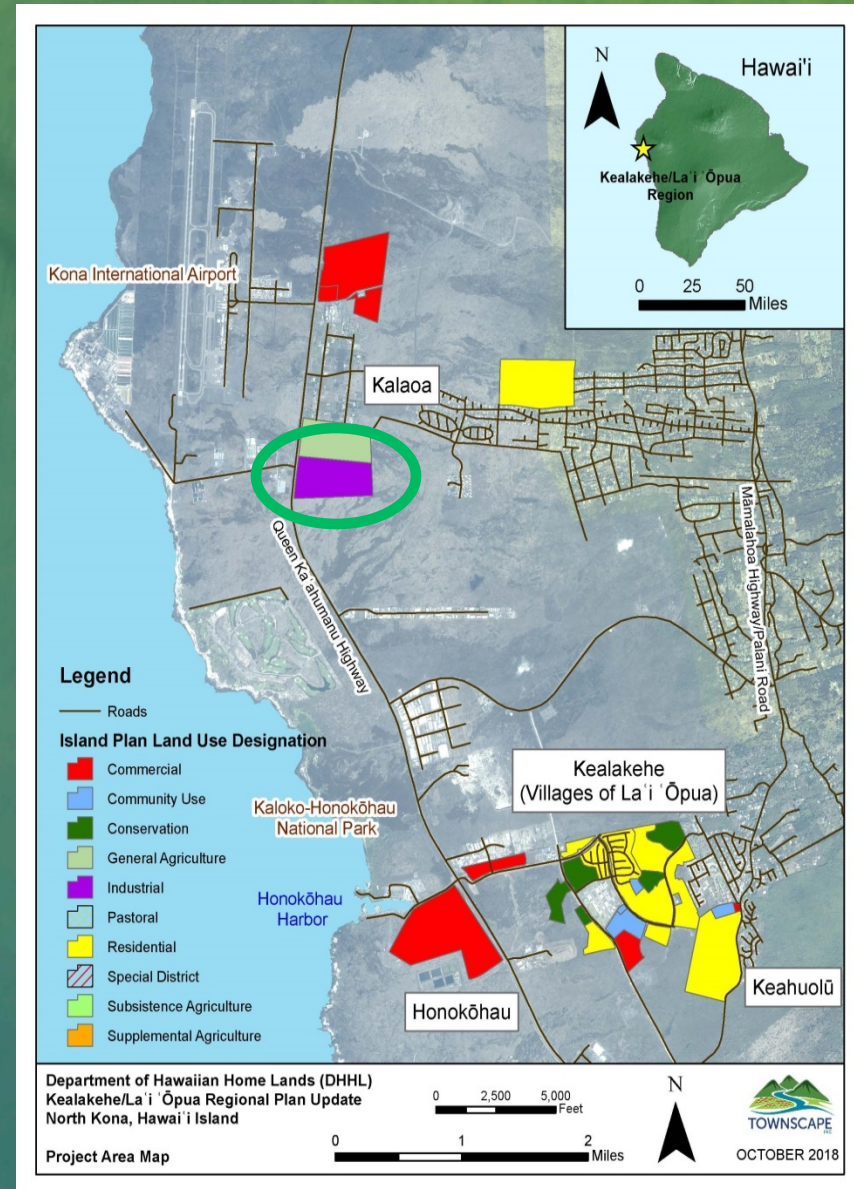 N
Hawai'i
Kealakehe/Laʻi ʻŌpua
Region
0 25 50
Miles
Kona International Airport
Kalaoa
Queen Kaʻahumanu Highway
Māmalahoa Highway/Palani Road
Legend
Roads
Island Plan Land Use Designation
Commercial
Community Use
Conservation
General Agriculture
Industrial
Pastoral
Residential
Special District
Subsistence Agriculture
Supplemental Agriculture
Kaloko-Honokōhau
National Park
Honokōhau
Harbor
Kealakehe
(Villages of Laʻi ʻŌpua)
Honokōhau
Keahuolū
Department of Hawaiian Home Lands (DHHL)
Kealakehe/Laʻi ʻŌpua Regional Plan Update
North Kona, Hawaiʻi Island
Project Area Map
0 2,500 5,000
Feet
0 1 2
Miles
N
TOWNSCAPE
OCTOBER 2018